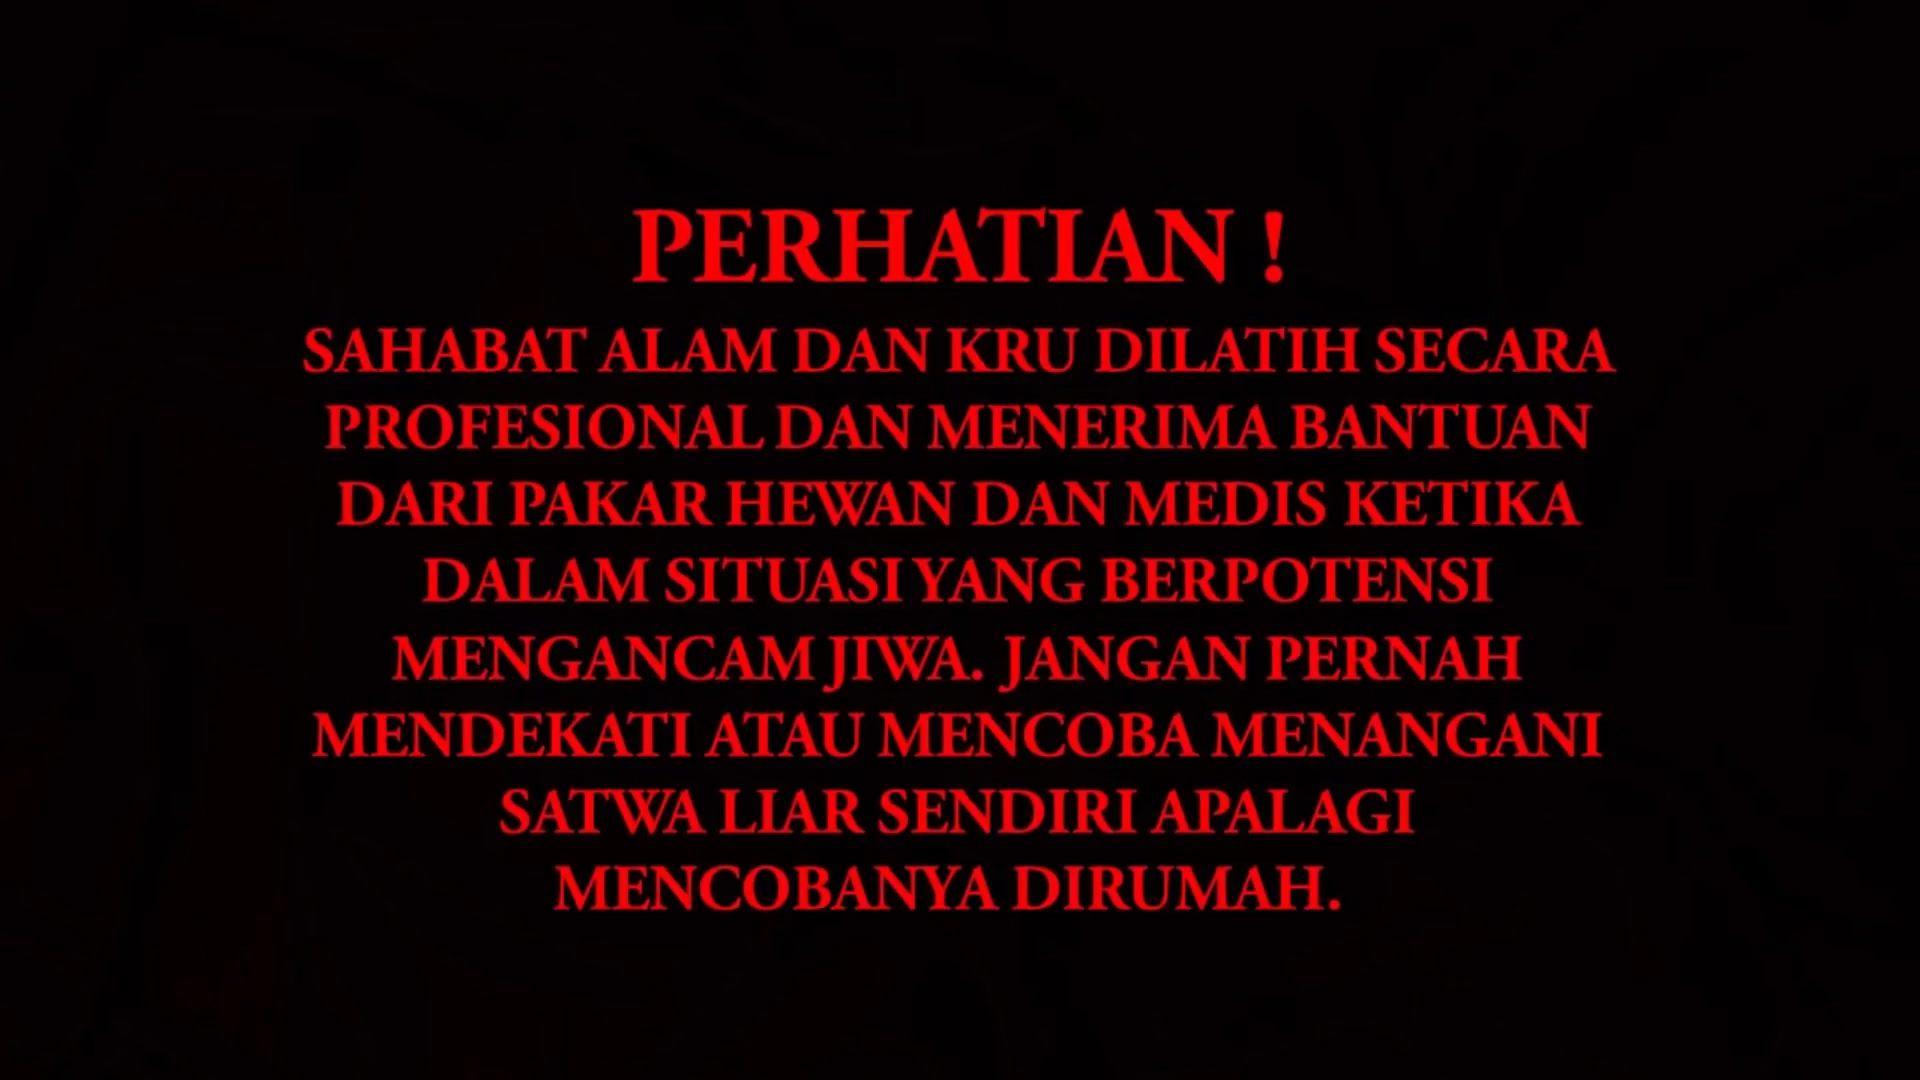 PERHATIAN !
SAHABAT ALAM DAN KRU DILATIH SECARA
PROFESIONAL DAN MENERIMA BANTUAN
DARI PAKAR HEWAN DAN MEDIS KETIKA
DALAM SITUASI YANG BERPOTENSI
MENGANCAM JIWA. JANGAN PERNAH
MENDEKATI ATAU MENCOBA MENANGANI
SATWA LIAR SENDIRI APALAGI
MENCOBANYA DIRUMAH.